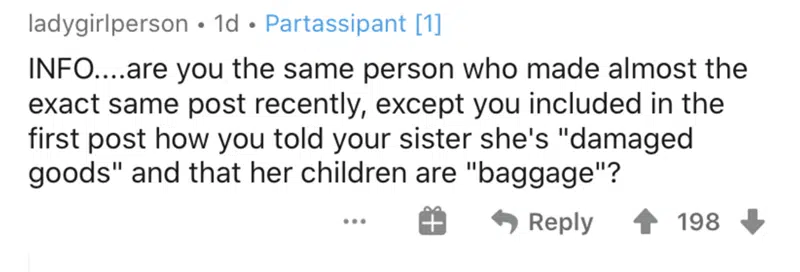 ladygirlperson • 1d • Partassipant [1]
INFO....are you the same person who made almost the
exact same post recently, except you included in the
first post how you told your sister she's "damaged
goods" and that her children are "baggage"?
... Reply 198